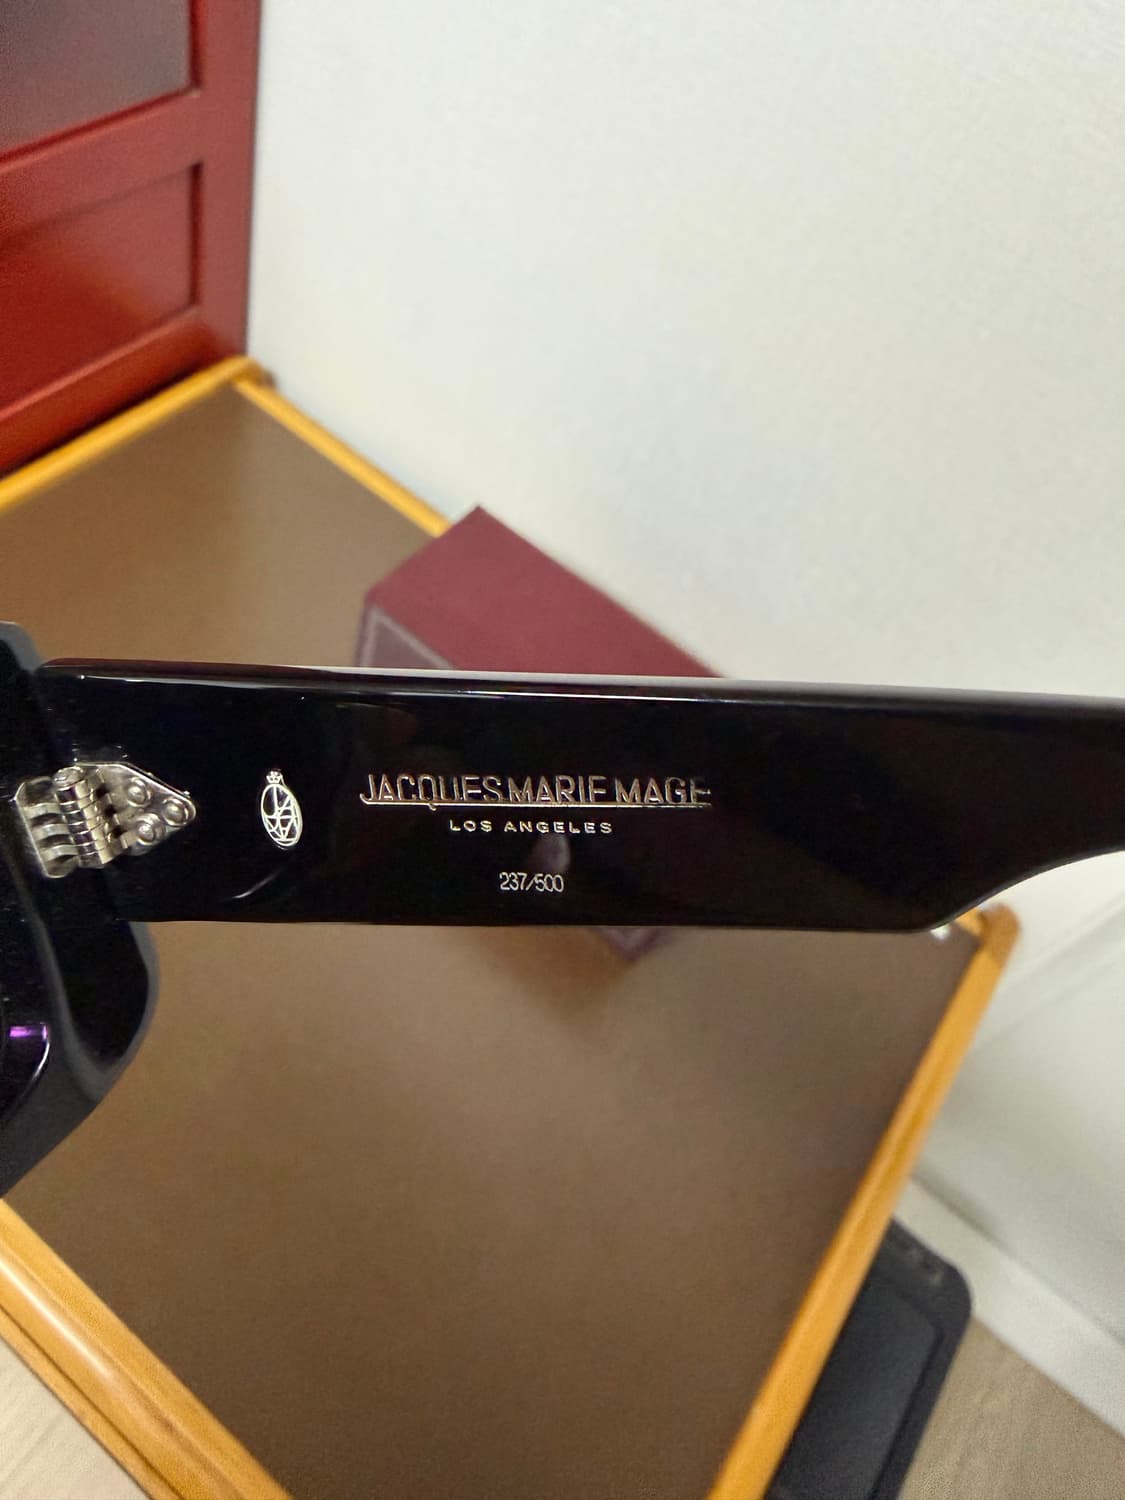 JACQUES MARIE MAGE
LOS ANGELES
237/500